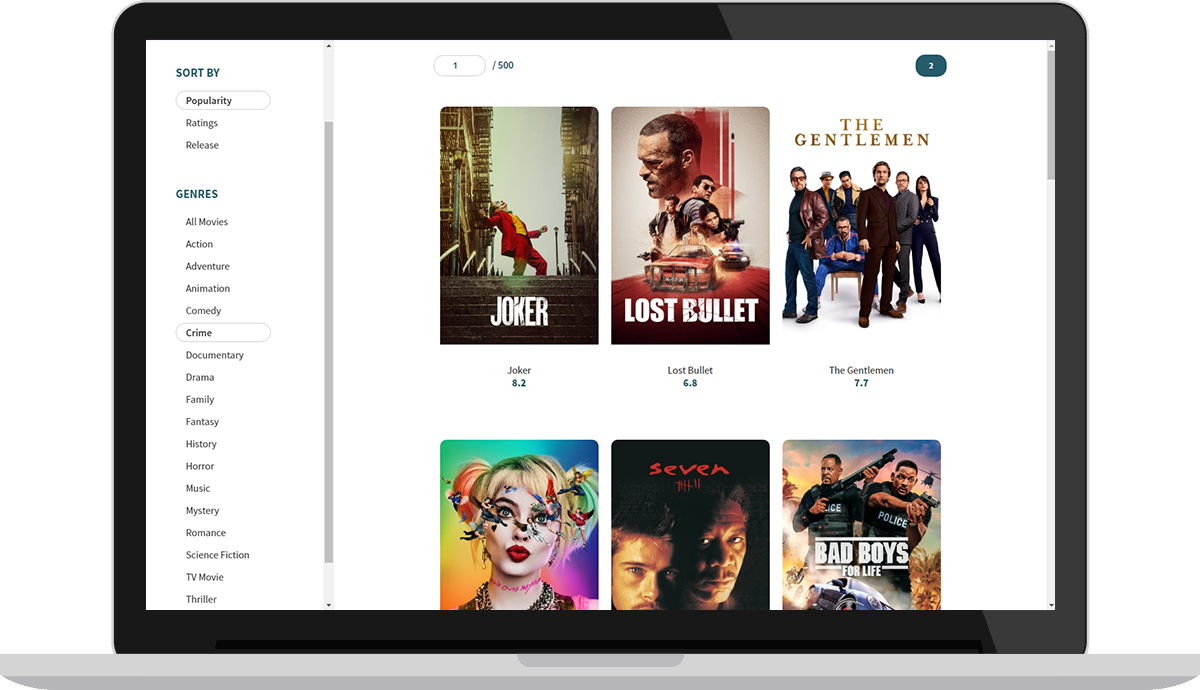 SORT BY
Popularity
Ratings
Release
GENRES
All Movies
Action
Adventure
Animation
Comedy
Crime
Documentary
Drama
Family
Fantasy
History
Horror
Music
Mystery
Romance
Science Fiction
TV Movie
Thriller
1 / 500
2
JOKER
LOST BULLET
THE
GENTLEMEN
Joker
8.2
Lost Bullet
6.8
The Gentlemen
7.7
seven
POLICE
BAD BOYS
FOR LIFE